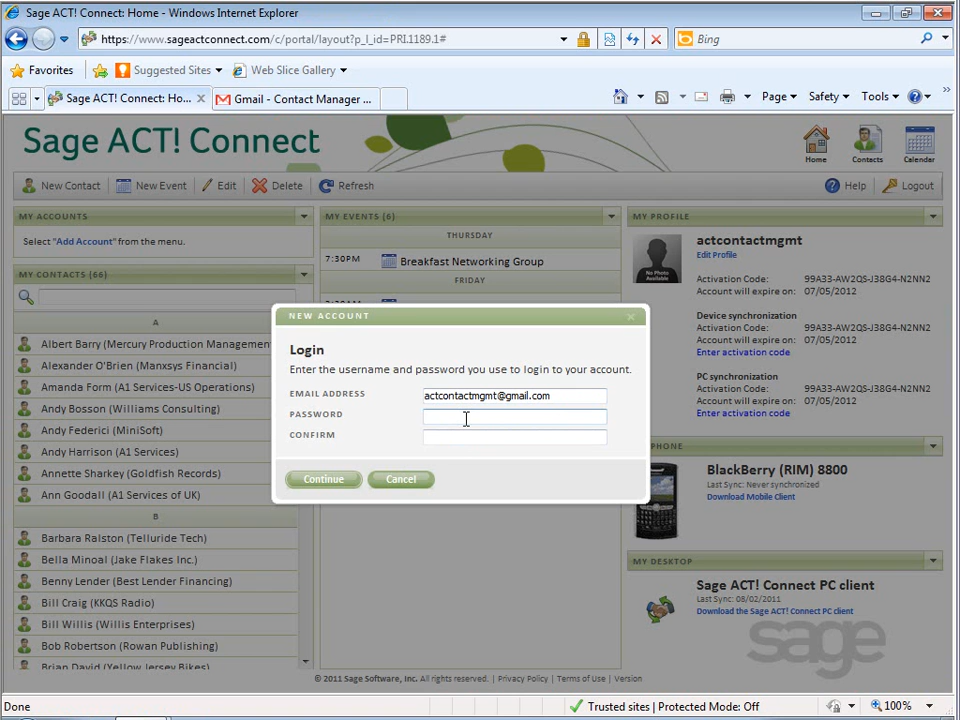 Sage ACT! Connect: Home - Windows Internet Explorer
https://www.sageactconnect.com/c/portal/layout?p_l_id=PRI.1189.1#
Bing
Favorites
Suggested Sites
Web Slice Gallery
Sage ACT! Connect: Ho...
Gmail - Contact Manager ...
Page
Safety
Tools
Sage ACT! Connect
Home
Contacts
Calendar
New Contact
New Event
Edit
Delete
Refresh
Help
Logout
MY ACCOUNTS
Select "Add Account" from the menu.
MY CONTACTS (66)
A
Albert Barry (Mercury Production Management
Alexander O'Brien (Manxsys Financial)
Amanda Form (A1 Services-US Operations)
Andy Bosson (Williams Consulting)
Andy Federici (MiniSoft)
Andy Harrison (A1 Services)
Annette Sharkey (Goldfish Records)
Ann Goodall (A1 Services of UK)
B
Barbara Ralston (Telluride Tech)
Bella Minoal (Jake Flakes Inc.)
Benny Lender (Best Lender Financing)
Bill Craig (KKQS Radio)
Bill Willis (Willis Enterprises)
Bob Robertson (Rowan Publishing)
Brian David (Yellow Jersey Bikes)
MY EVENTS (6)
THURSDAY
7:30PM
Breakfast Networking Group
FRIDAY
NEW ACCOUNT
Login
Enter the username and password you use to login to your account.
EMAIL ADDRESS
actcontactmgmt@gmail.com
PASSWORD
CONFIRM
Continue
Cancel
MY PROFILE
No Photo
Available
actcontactmgmt
Edit Profile
Activation Code: 99A33-AW2QS-J38G4-N2NN2
Account will expire on: 07/05/2012
Device synchronization
Activation Code: 99A33-AW2QS-J38G4-N2NN2
Account will expire on: 07/05/2012
Enter activation code
PC synchronization
Activation Code: 99A33-AW2QS-J38G4-N2NN2
Account will expire on: 07/05/2012
Enter activation code
PHONE
BlackBerry (RIM) 8800
Last Sync: Never synchronized
Download Mobile Client
MY DESKTOP
Sage ACT! Connect PC client
Last Sync: 08/02/2011
Download the Sage ACT! Connect PC client
sage
© 2011 Sage Software, Inc. All rights reserved. | Privacy Policy | Terms of Use | Version
Done
Trusted sites | Protected Mode: Off
100%